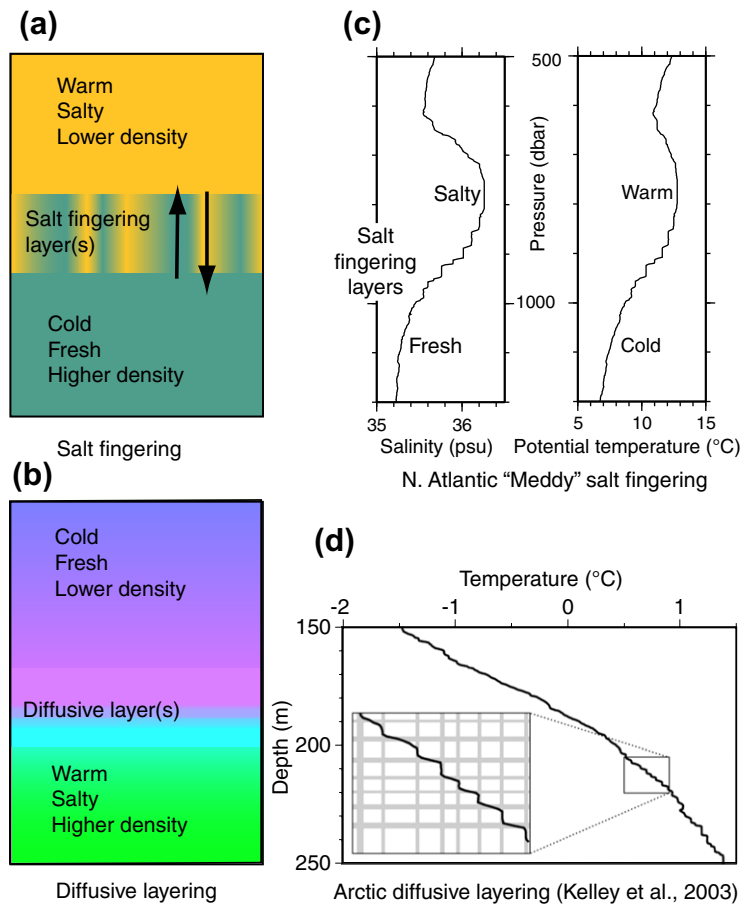 (a)
Warm
Salty
Lower density
Salt fingering
layer(s)
Cold
Fresh
Higher density
Salt fingering
(b)
Cold
Fresh
Lower density
Diffusive layer(s)
Warm
Salty
Higher density
Diffusive layering
(c)
Salty
Salt
fingering
layers
Fresh
35
36
Salinity (psu)
500
Pressure (dbar)
1000
Warm
Cold
5
10
15
Potential temperature (°C)
N. Atlantic “Meddy” salt fingering
(d)
Temperature (°C)
-2
-1
0
1
150
200
250
Depth (m)
Arctic diffusive layering (Kelley et al., 2003)